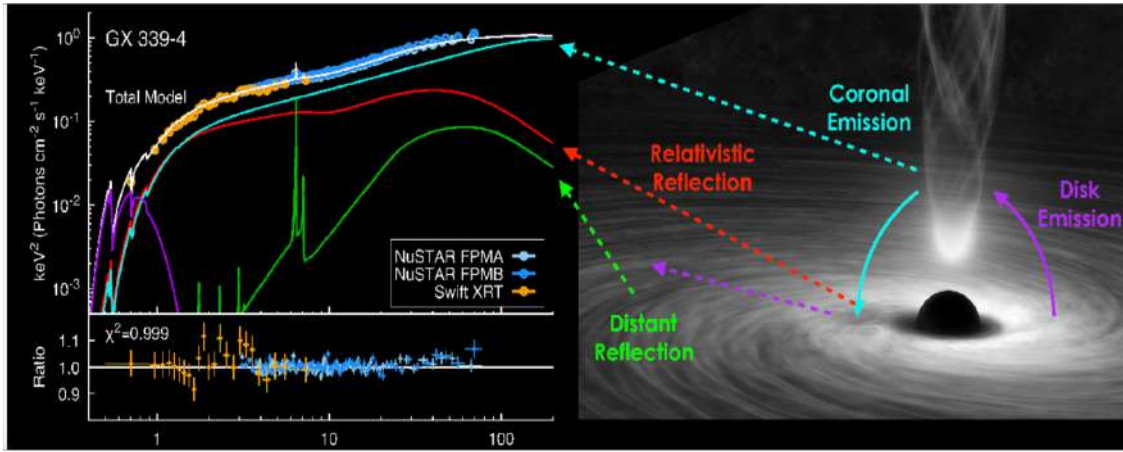 GX 339-4
Total Model
keV² (Photons cm⁻² s⁻¹ keV⁻¹)
10⁰
10⁻¹
10⁻²
10⁻³
NuSTAR FPMA
NuSTAR FPMB
Swift XRT
χ²=0.999
Ratio
1.1
1.0
0.9
1
10
100
Coronal
Emission
Relativistic
Reflection
Disk
Emission
Distant
Reflection